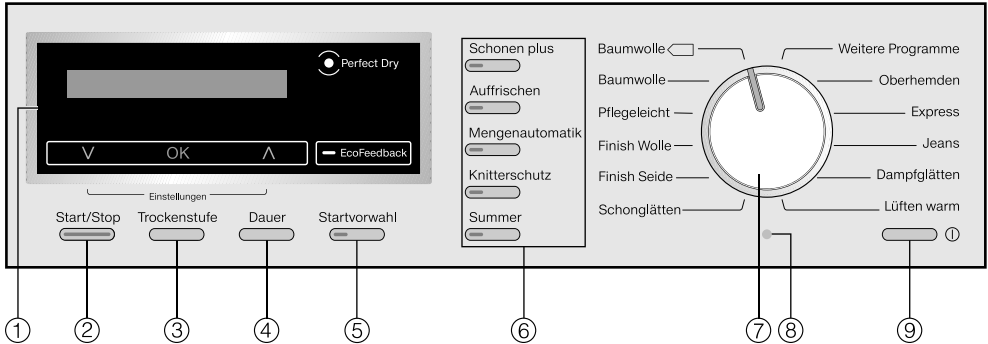 Perfect Dry
OK
EcoFeedback
Einstellungen
Start/Stop
Trockenstufe
Dauer
Startvorwahl
Schonen plus
Auffrischen
Mengenautomatik
Knitterschutz
Summer
Baumwolle
Baumwolle
Pflegeleicht
Finish Wolle
Finish Seide
Schonglätten
Weitere Programme
Oberhemden
Express
Jeans
Dampfglätten
Lüften warm
1
2
3
4
5
6
7
8
9